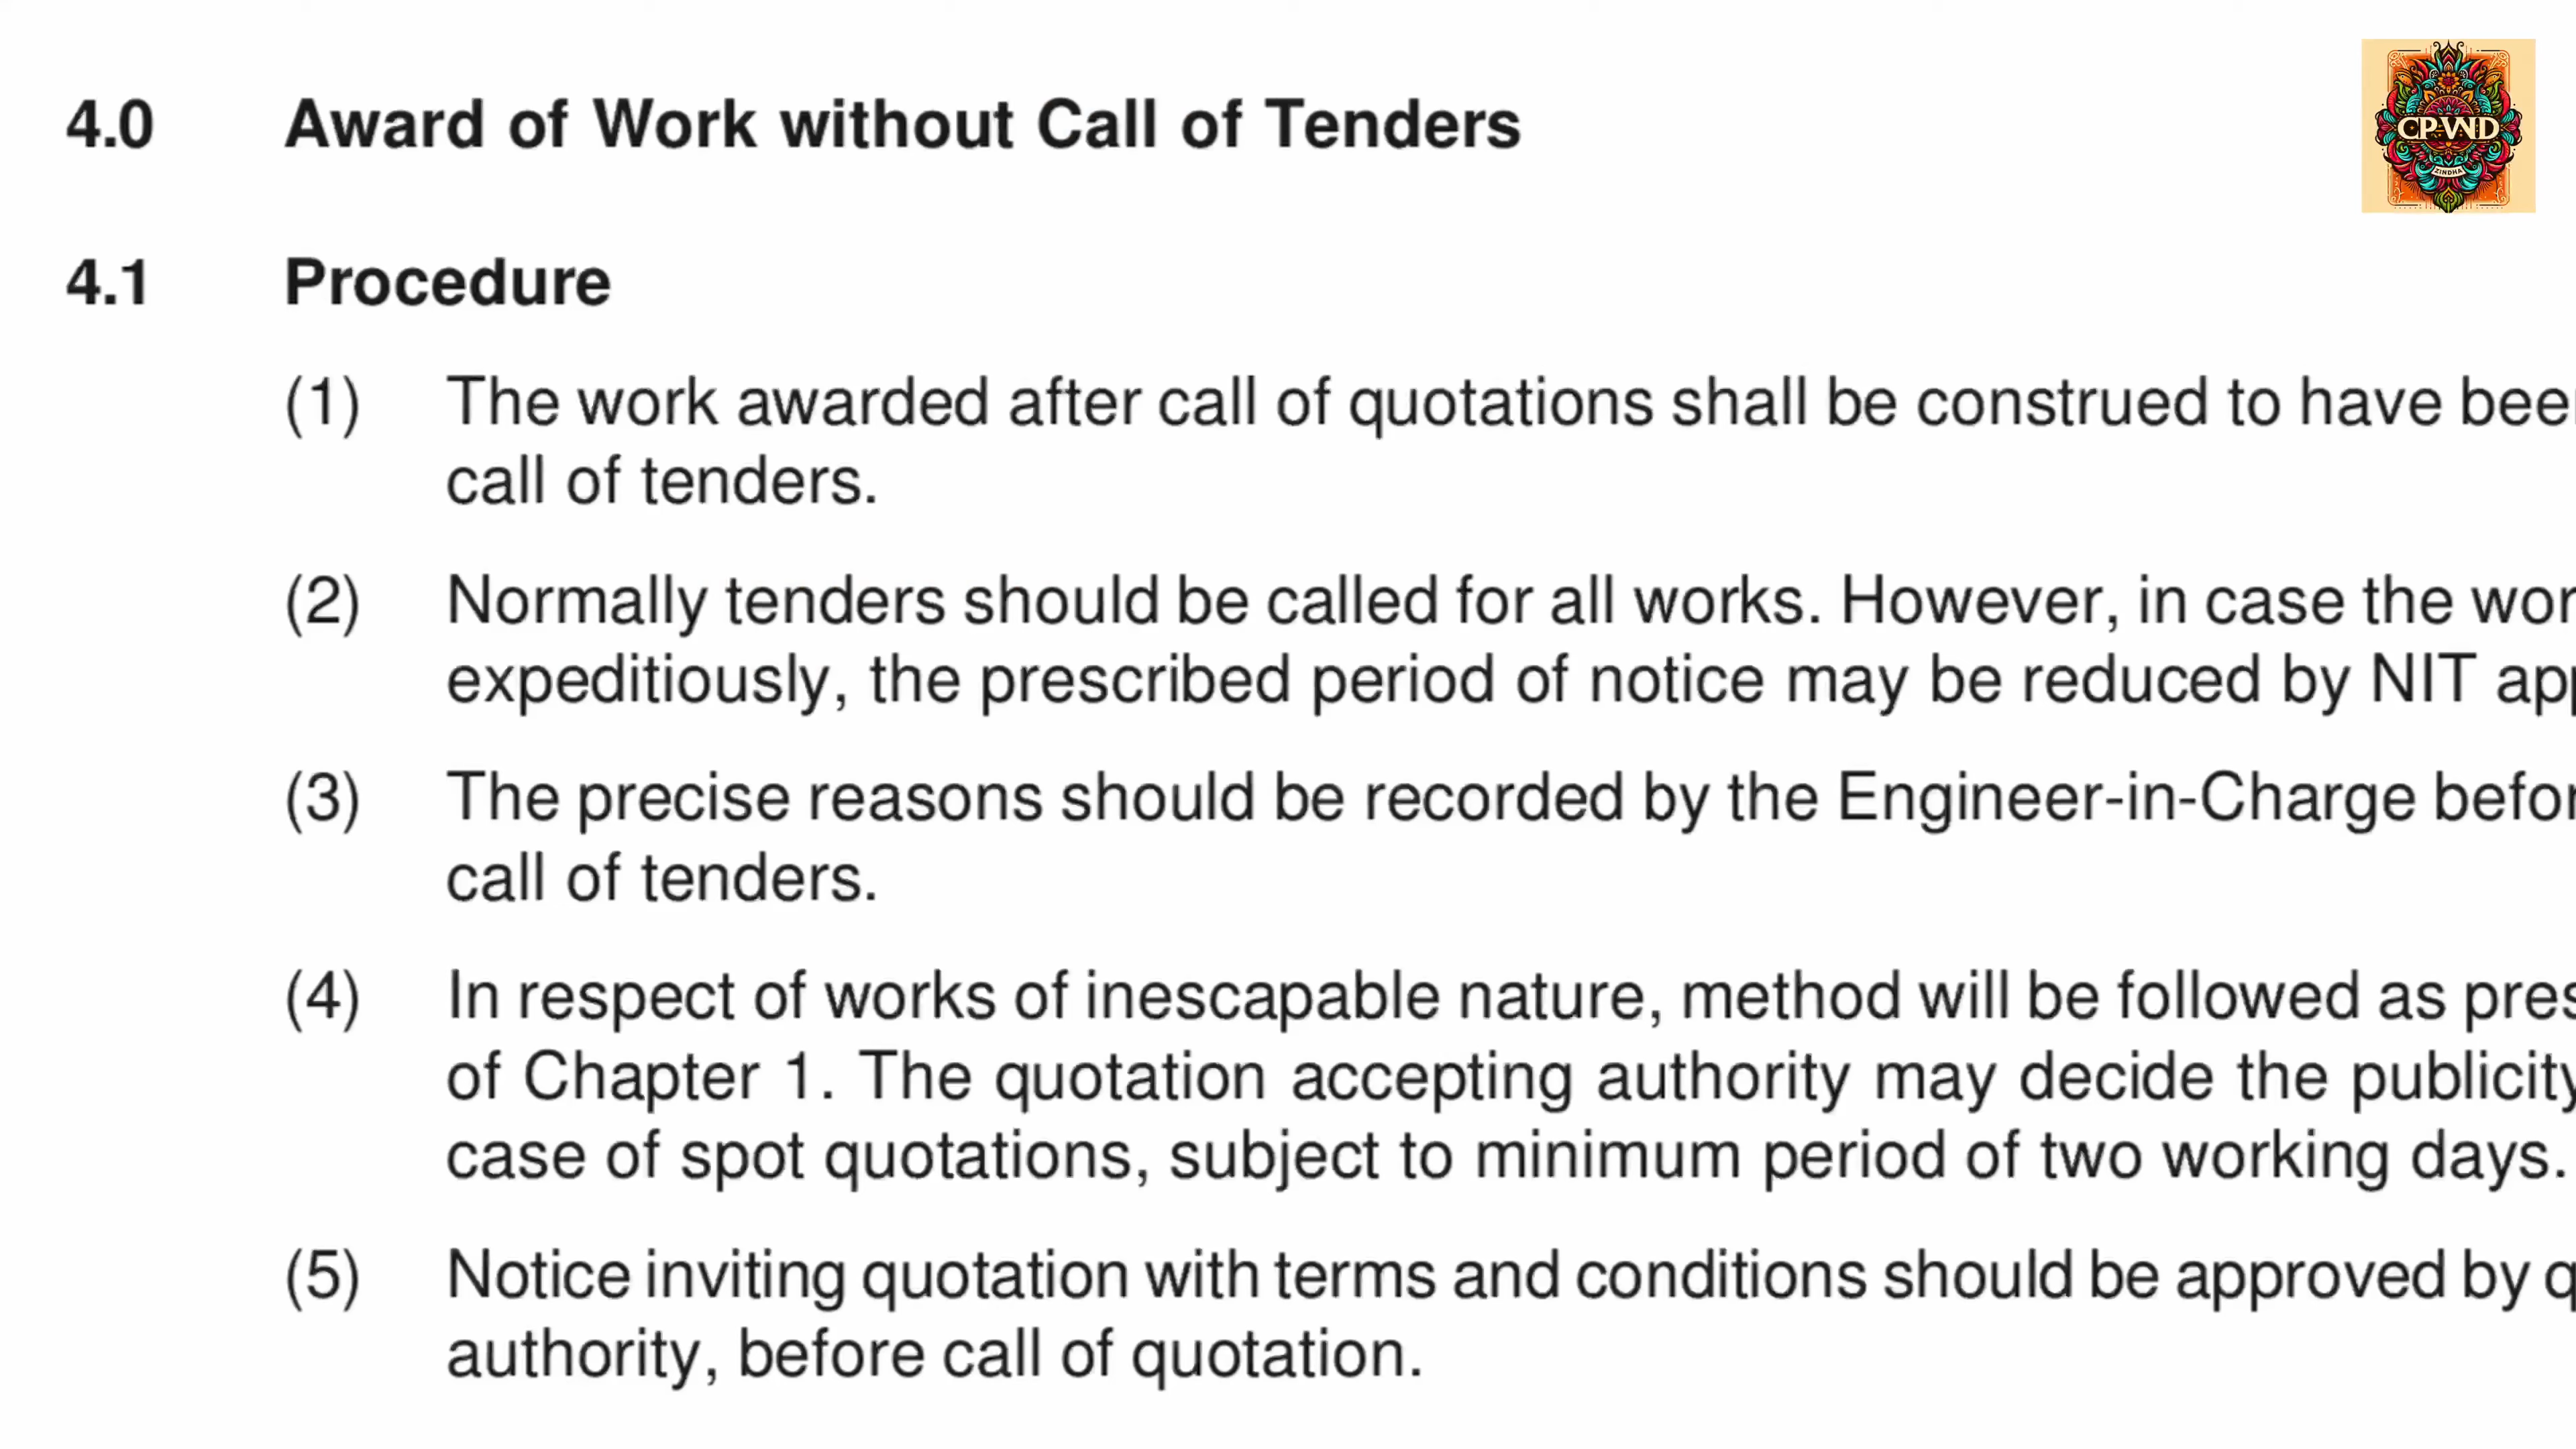 4.0 Award of Work without Call of Tenders
CPWD
ZINDHA
4.1 Procedure
(1) The work awarded after call of quotations shall be construed to have bee
call of tenders.
(2) Normally tenders should be called for all works. However, in case the wor
expeditiously, the prescribed period of notice may be reduced by NIT app
(3) The precise reasons should be recorded by the Engineer-in-Charge befor
call of tenders.
(4) In respect of works of inescapable nature, method will be followed as pres
of Chapter 1. The quotation accepting authority may decide the publicity
case of spot quotations, subject to minimum period of two working days.
(5) Notice inviting quotation with terms and conditions should be approved by q
authority, before call of quotation.